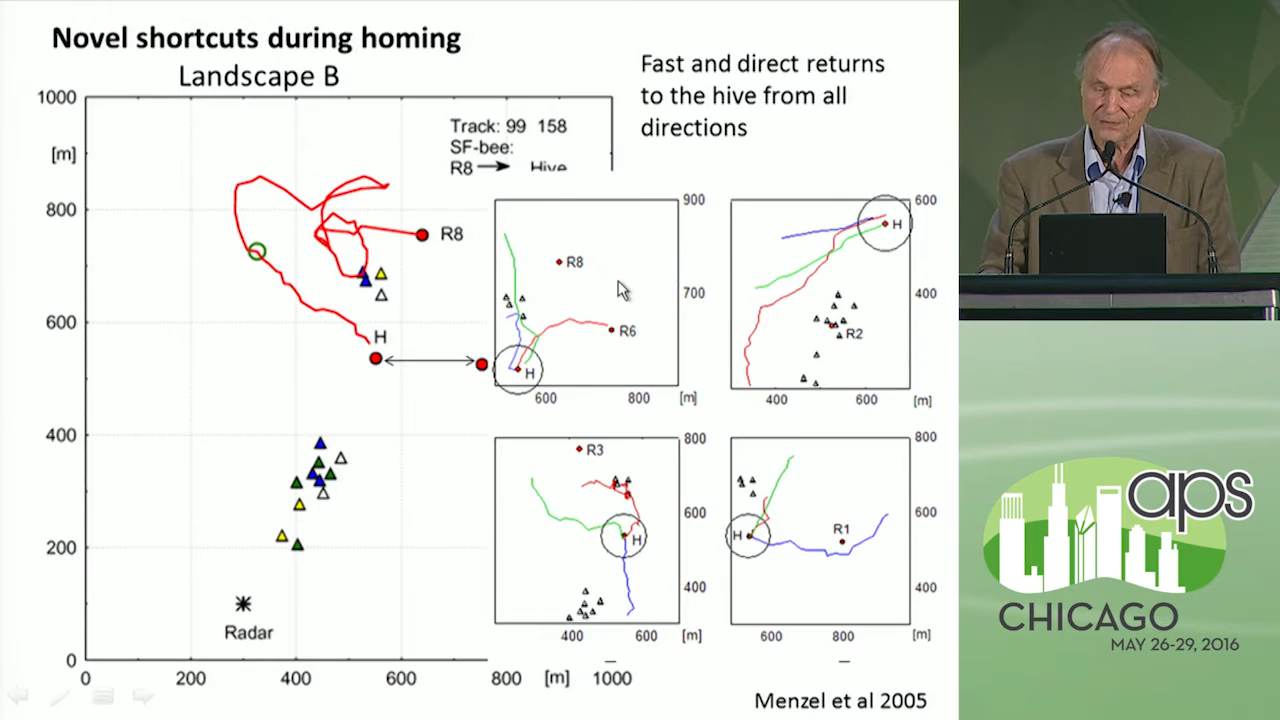 Novel shortcuts during homing
Landscape B
Fast and direct returns
to the hive from all
directions
1000
[m]
800
600
400
200
0
0
200
400
600
800
[m]
1000
Track: 99 158
SF-bee:
R8 Hive
R8
H
Radar
900
700
R8
R6
H
600
800
[m]
600
400
H
R2
400
600
[m]
800
600
400
R3
H
400
600
[m]
800
600
400
H
R1
600
800
[m]
Menzel et al 2005
aps
CHICAGO
MAY 26-29, 2016